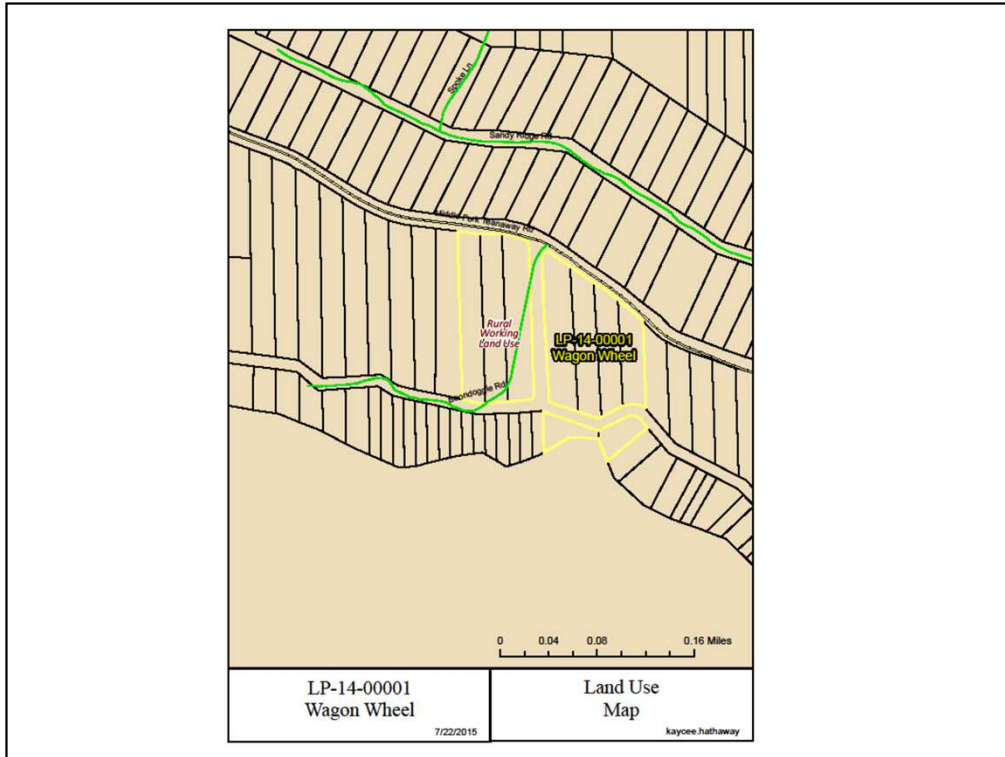 Spoke Ln
Sandy Ridge Rd
Middle Fork Teanaway Rd
Rural
Working
Land Use
LP-14-00001
Wagon Wheel
Boondoggle Rd
0 0.04 0.08 0.16 Miles
LP-14-00001
Wagon Wheel
7/22/2015
Land Use
Map
kaycee.hathaway